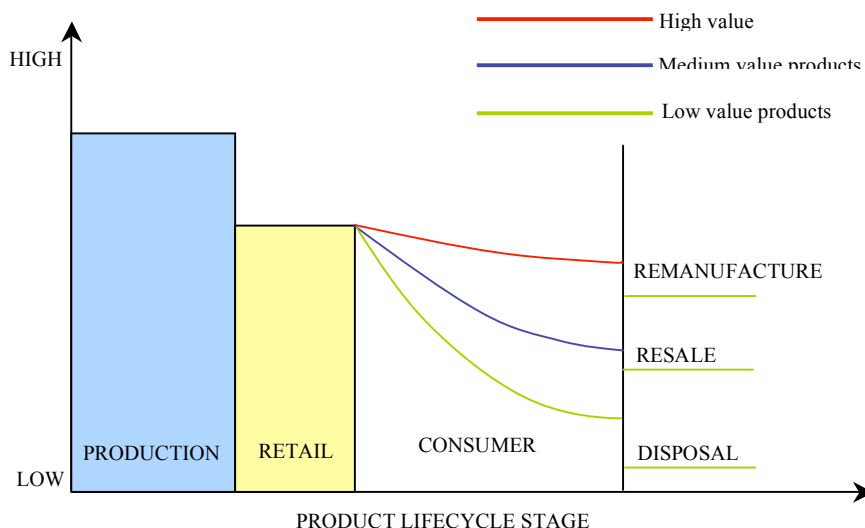 High value
HIGH
Medium value products
Low value products
REMANUFACTURE
RESALE
PRODUCTION
RETAIL
CONSUMER
DISPOSAL
LOW
PRODUCT LIFECYCLE STAGE